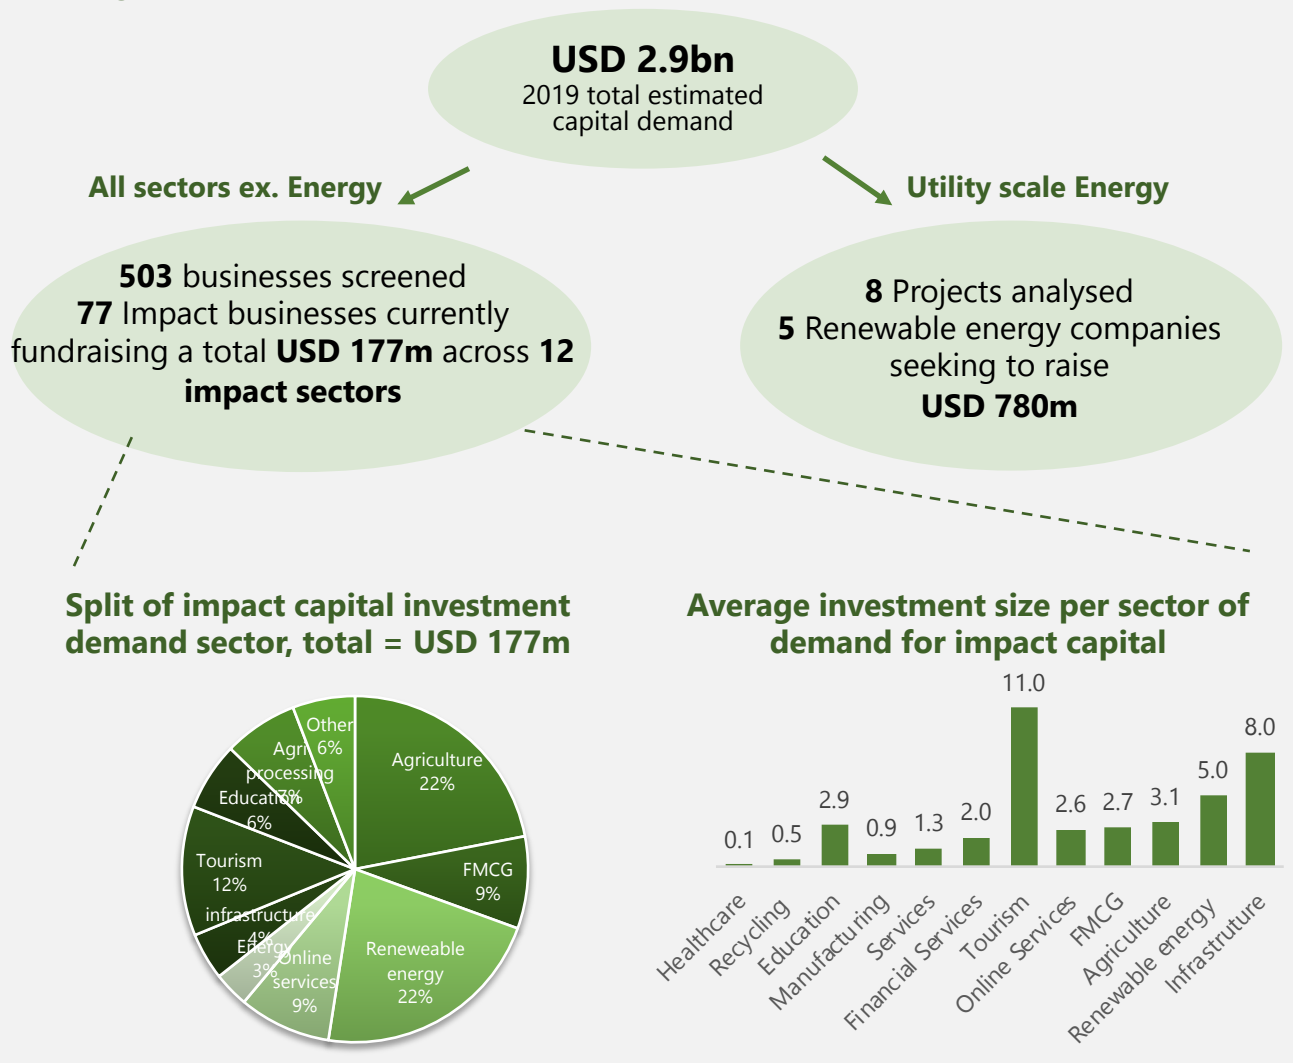 USD 2.9bn
2019 total estimated
capital demand
All sectors ex. Energy
Utility scale Energy
503 businesses screened
77 Impact businesses currently
fundraising a total USD 177m across 12
impact sectors
8 Projects analysed
5 Renewable energy companies
seeking to raise
USD 780m
Split of impact capital investment
demand sector, total = USD 177m
Agriculture
22%
FMCG
9%
Reneweable
energy
22%
Online
services
9%
Energy
3%
infrastructure
4%
Tourism
12%
Education
6%
Agri
processing
7%
Other
6%
Average investment size per sector of
demand for impact capital
0.1
0.5
2.9
0.9
1.3
2.0
11.0
2.6
2.7
3.1
5.0
8.0
Healthcare
Recycling
Education
Manufacturing
Services
Financial Services
Tourism
Online Services
FMCG
Agriculture
Renewable energy
Infrastruture